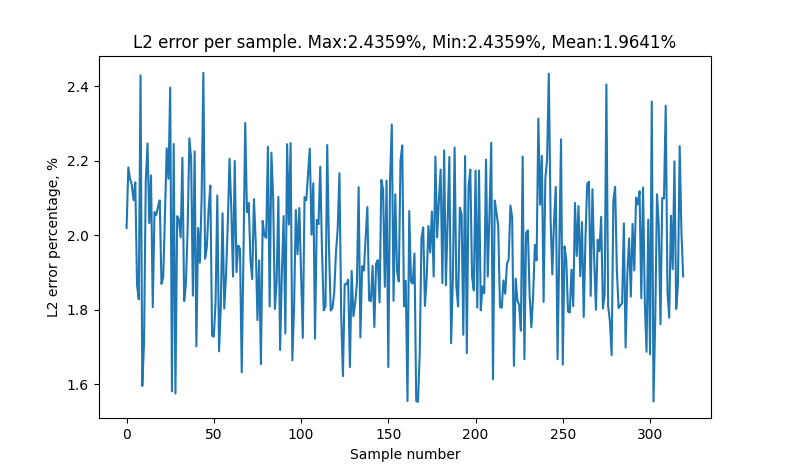 L2 error per sample. Max:2.4359%, Min:2.4359%, Mean:1.9641%
L2 error percentage, %
2.4
2.2
2.0
1.8
1.6
0 50 100 150 200 250 300
Sample number